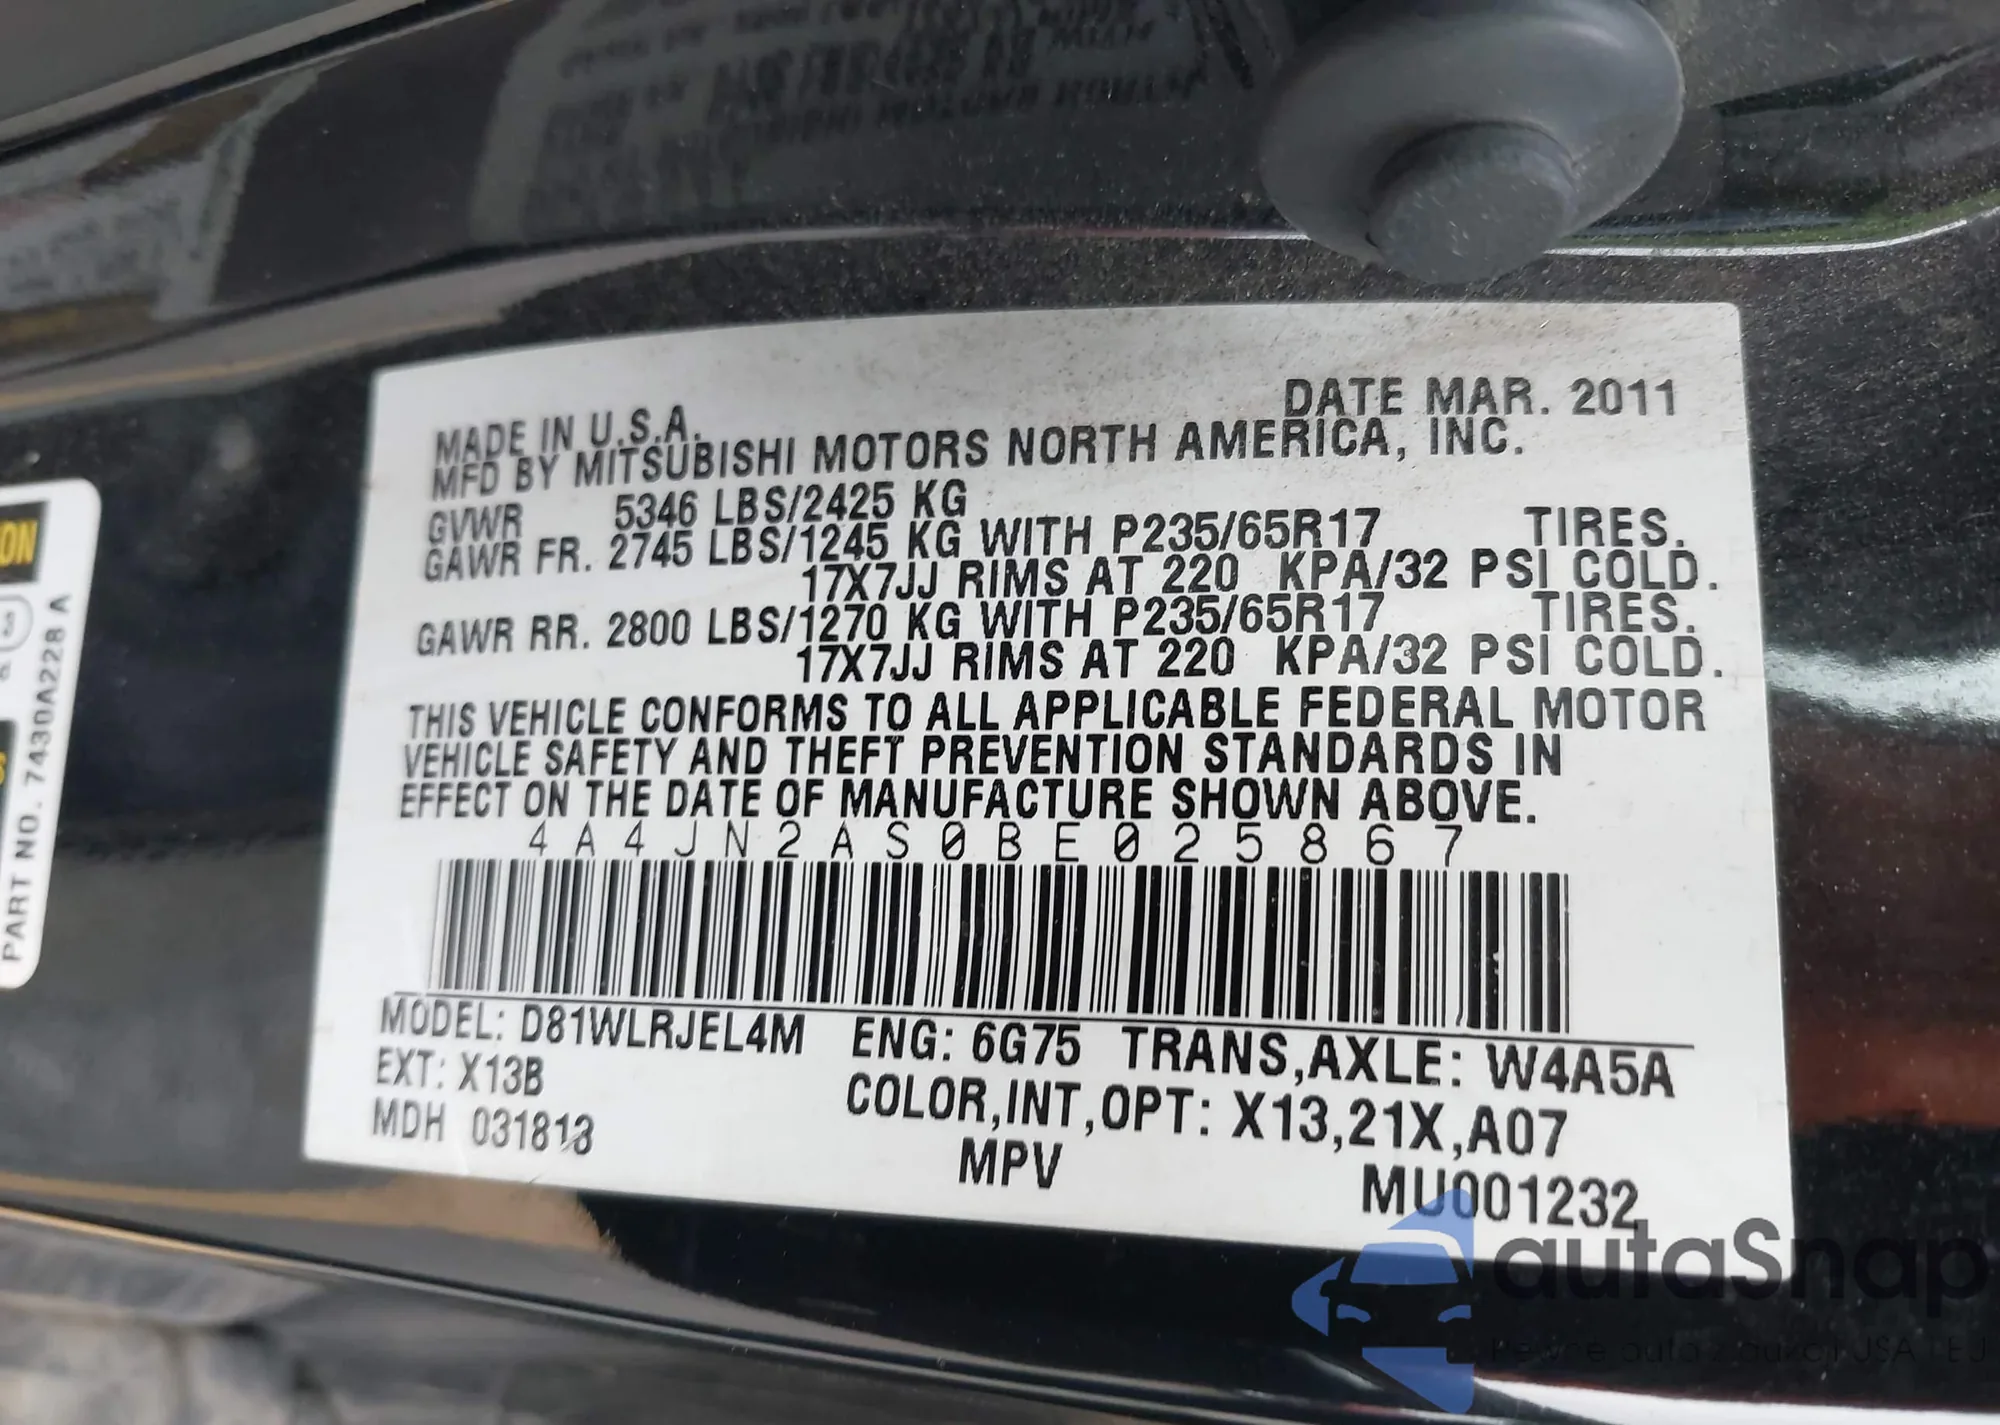 DATE MAR. 2011
MADE IN U.S.A.
MFD BY MITSUBISHI MOTORS NORTH AMERICA, INC.
GVWR 5346 LBS/2425 KG
GAWR FR. 2745 LBS/1245 KG WITH P235/65R17 TIRES.
17X7JJ RIMS AT 220 KPA/32 PSI COLD.
GAWR RR. 2800 LBS/1270 KG WITH P235/65R17 TIRES.
17X7JJ RIMS AT 220 KPA/32 PSI COLD.
THIS VEHICLE CONFORMS TO ALL APPLICABLE FEDERAL MOTOR
VEHICLE SAFETY AND THEFT PREVENTION STANDARDS IN
EFFECT ON THE DATE OF MANUFACTURE SHOWN ABOVE.
4A4JN2AS0BE025867
MODEL: D81WLRJEL4M ENG: 6G75 TRANS,AXLE: W4A5A
EXT: X13B COLOR,INT,OPT: X13,21X,A07
MDH 031813 MPV MU001232
PART NO. 7430A228 A
autaSnap